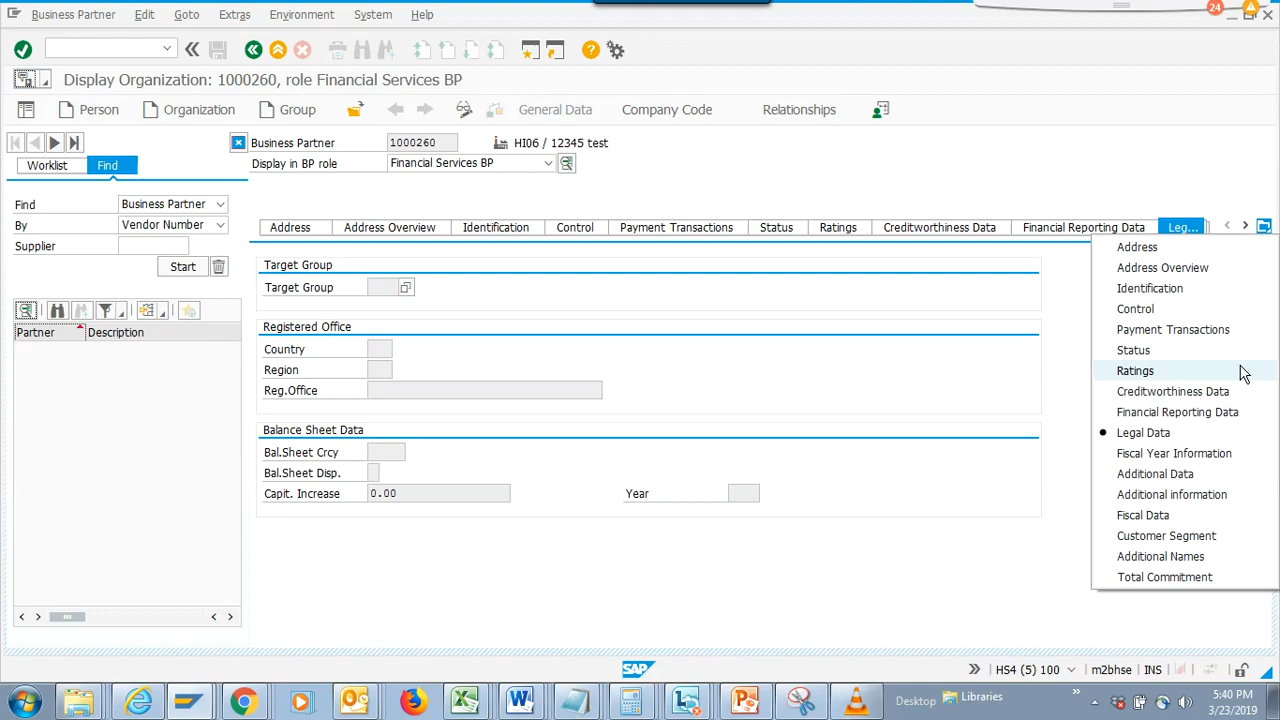 24
Business Partner Edit Goto Extras Environment System Help
Display Organization: 1000260, role Financial Services BP
Person Organization Group General Data Company Code Relationships
Business Partner 1000260 HI06 / 12345 test
Worklist Find
Display in BP role Financial Services BP
Find Business Partner
By Vendor Number
Supplier
Start
Partner Description
Address Address Overview Identification Control Payment Transactions Status Ratings Creditworthiness Data Financial Reporting Data Leg...
Target Group
Target Group
Registered Office
Country
Region
Reg.Office
Balance Sheet Data
Bal.Sheet Crcy
Bal.Sheet Disp.
Capit. Increase 0.00 Year
Address
Address Overview
Identification
Control
Payment Transactions
Status
Ratings
Creditworthiness Data
Financial Reporting Data
Legal Data
Fiscal Year Information
Additional Data
Additional information
Fiscal Data
Customer Segment
Additional Names
Total Commitment
SAP HS4 (5) 100 m2bhse INS
Desktop Libraries
5:40 PM
3/23/2019